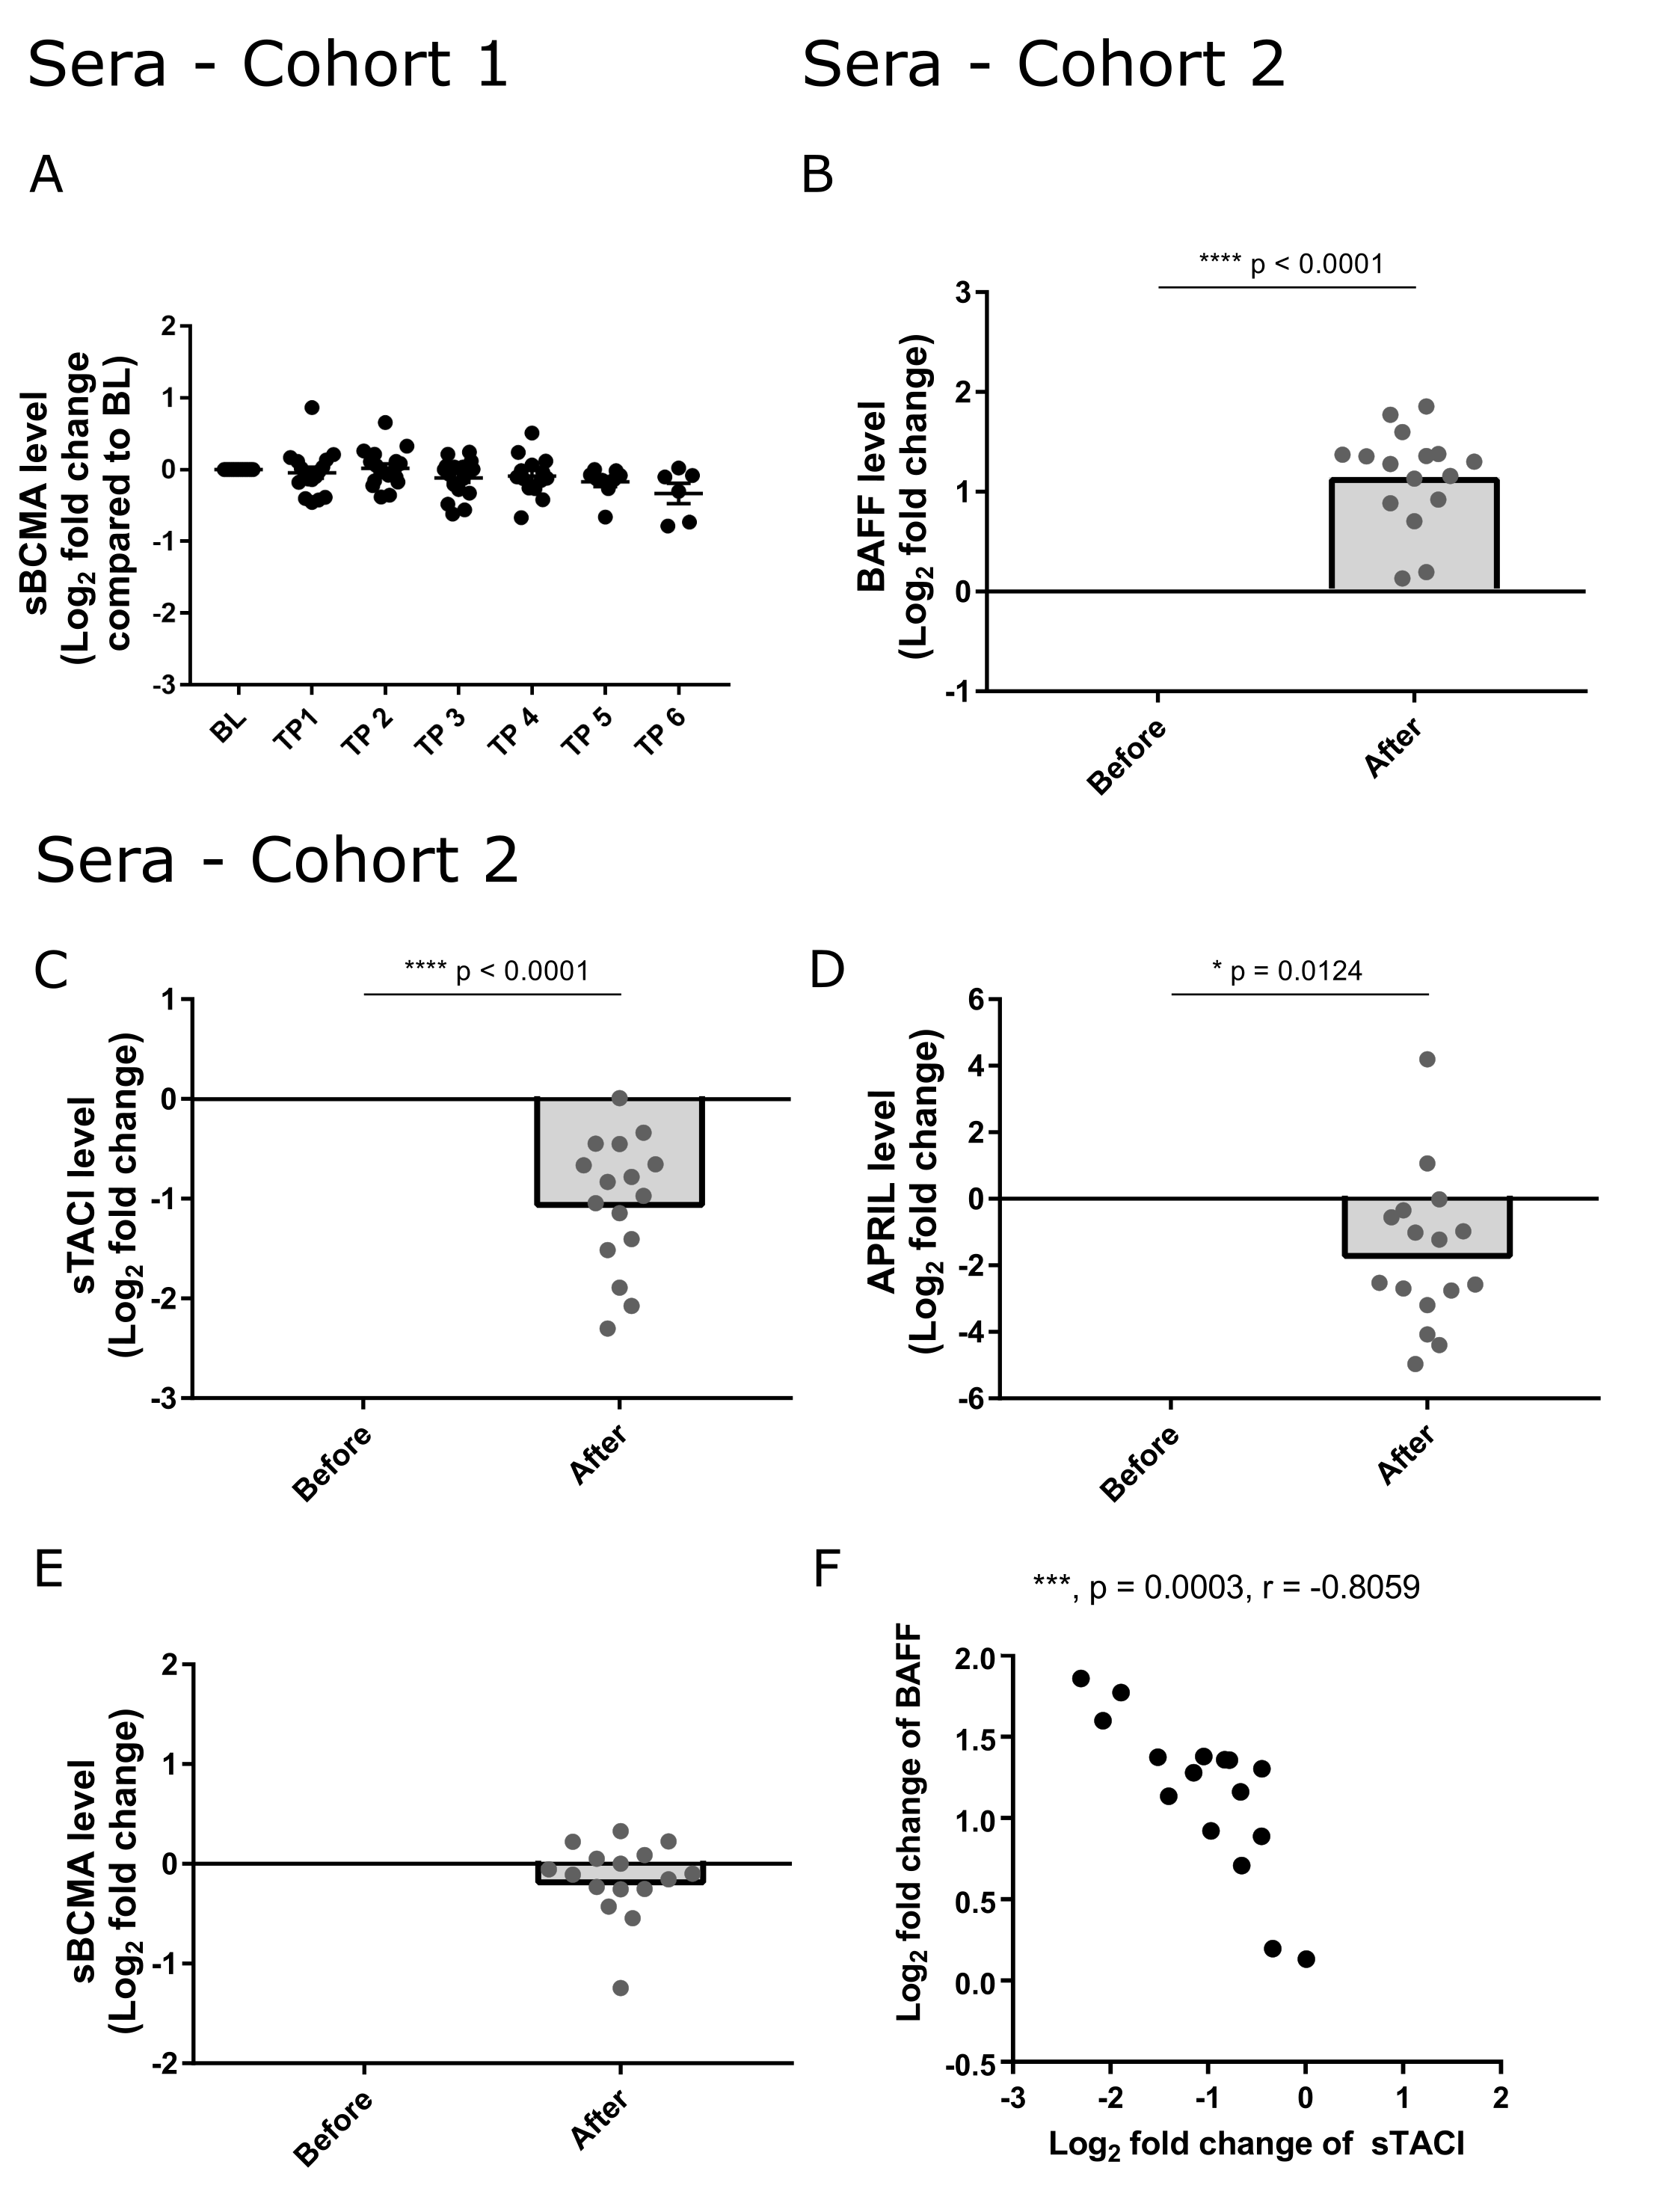 Sera - Cohort 1
Sera - Cohort 2
A
sBCMA level
(Log2 fold change
compared to BL)
2
1
0
-1
-2
-3
BL
TP1
TP 2
TP 3
TP 4
TP 5
TP 6
B
**** p < 0.0001
BAFF level
(Log2 fold change)
3
2
1
0
-1
Before
After
Sera - Cohort 2
C
**** p < 0.0001
sTACI level
(Log2 fold change)
1
0
-1
-2
-3
Before
After
D
* p = 0.0124
APRIL level
(Log2 fold change)
6
4
2
0
-2
-4
-6
Before
After
E
sBCMA level
(Log2 fold change)
2
1
0
-1
-2
Before
After
F
***, p = 0.0003, r = -0.8059
Log2 fold change of BAFF
2.0
1.5
1.0
0.5
0.0
-0.5
-3
-2
-1
0
1
2
Log2 fold change of sTACI